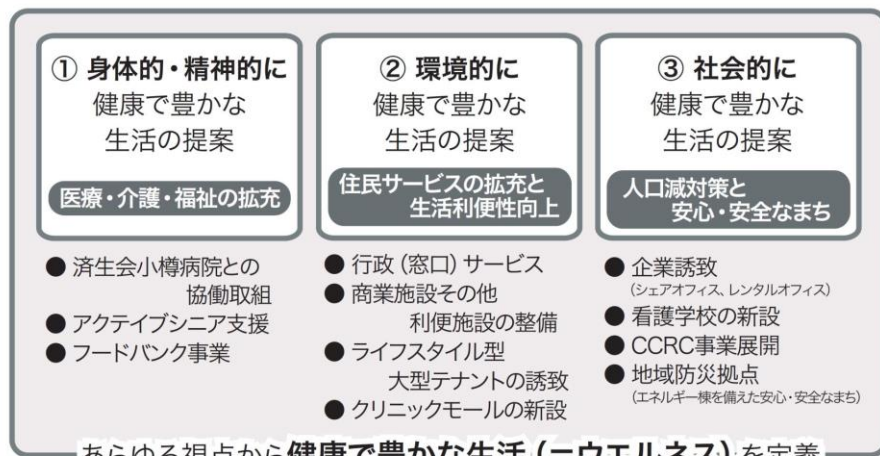 ① 身体的・精神的に
健康で豊かな
生活の提案
医療・介護・福祉の拡充
● 済生会小樽病院との
協働取組
● アクテイブシニア支援
● フードバンク事業
② 環境的に
健康で豊かな
生活の提案
住民サービスの拡充と
生活利便性向上
● 行政（窓口）サービス
● 商業施設その他
利便施設の整備
● ライフスタイル型
大型テナントの誘致
● クリニックモールの新設
③ 社会的に
健康で豊かな
生活の提案
人口減対策と
安心・安全なまち
● 企業誘致
（シェアオフィス、レンタルオフィス）
● 看護学校の新設
● CCRC事業展開
● 地域防災拠点
（エネルギー棟を備えた安心・安全なまち）
あらゆる視点から健康で豊かな生活（＝ウエルネス）を定義